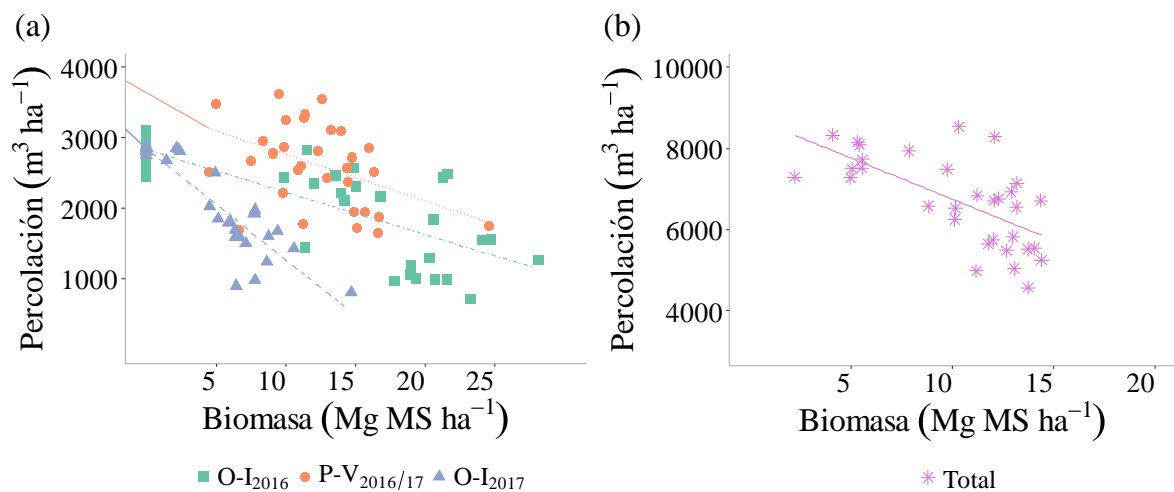 (a)
Percolación (m³ ha⁻¹)
4000
3000
2000
1000
5 10 15 20 25
Biomasa (Mg MS ha⁻¹)
O-I₂₀₁₆ P-V₂₀₁₆/₁₇ O-I₂₀₁₇
(b)
Percolación (m³ ha⁻¹)
10000
8000
6000
4000
5 10 15 20
Biomasa (Mg MS ha⁻¹)
Total